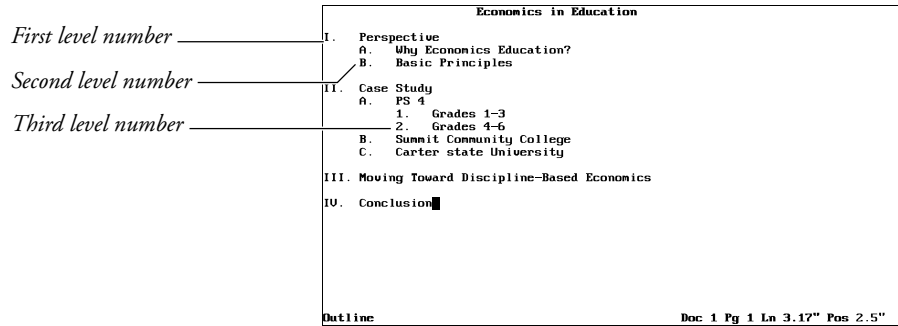 Economics in Education
First level number
I. Perspective
A. Why Economics Education?
Second level number
B. Basic Principles
II. Case Study
A. PS 4
Third level number
1. Grades 1-3
2. Grades 4-6
B. Summit Community College
C. Carter state University
III. Moving Toward Discipline-Based Economics
IV. Conclusion
Outline Doc 1 Pg 1 Ln 3.17" Pos 2.5"